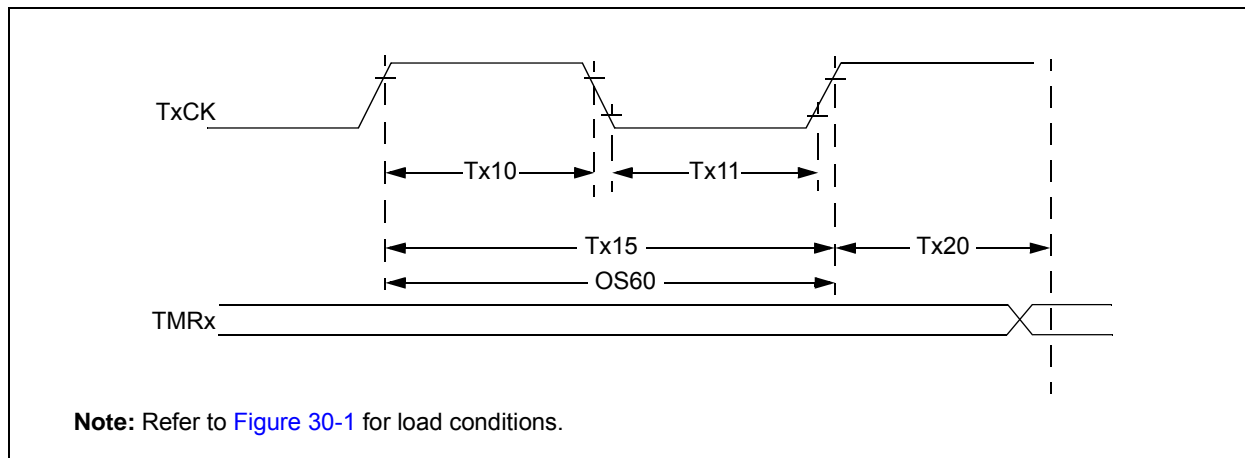 TxCK
Tx10
Tx11
Tx15
Tx20
OS60
TMRx
Note: Refer to Figure 30-1 for load conditions.